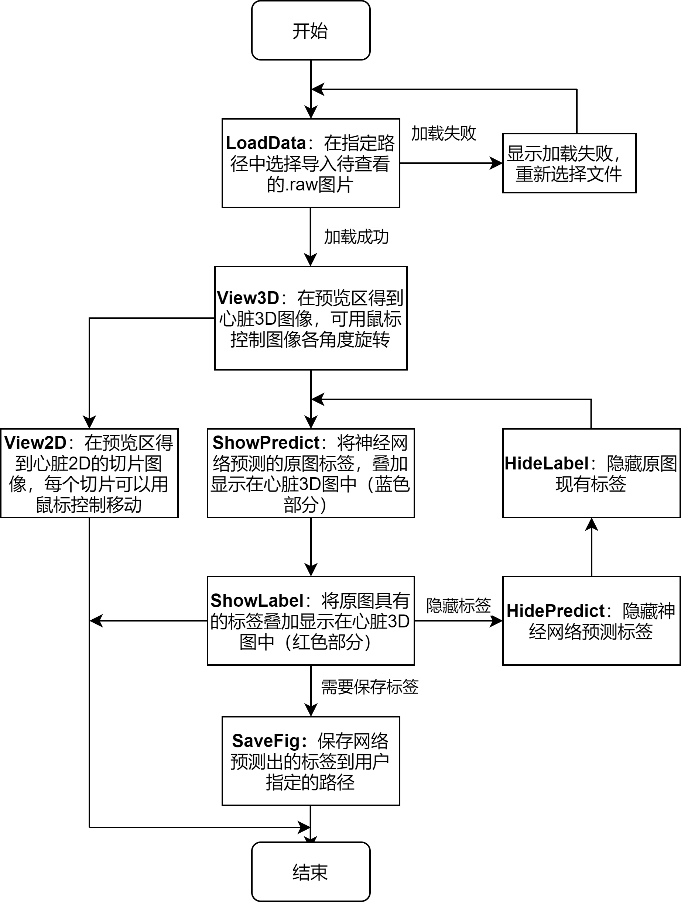 开始
LoadData：在指定路
径中选择导入待查看
的.raw图片
加载失败
显示加载失败，
重新选择文件
加载成功
View3D：在预览区得到
心脏3D图像，可用鼠标
控制图像各角度旋转
View2D：在预览区得
到心脏2D的切片图
像，每个切片可以用
鼠标控制移动
ShowPredict：将神经网
络预测的原图标签，叠加
显示在心脏3D图中（蓝色
部分）
HideLabel：隐藏原图
现有标签
ShowLabel：将原图具有
的标签叠加显示在心脏3D
图中（红色部分）
隐藏标签
HidePredict：隐藏神
经网络预测标签
需要保存标签
SaveFig：保存网络
预测出的标签到用户
指定的路径
结束